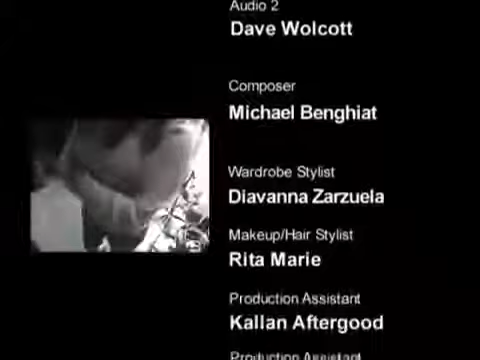 Audio 2
Dave Wolcott
Composer
Michael Benghiat
Wardrobe Stylist
Diavanna Zarzuela
Makeup/Hair Stylist
Rita Marie
Production Assistant
Kallan Aftergood
Production Assistant